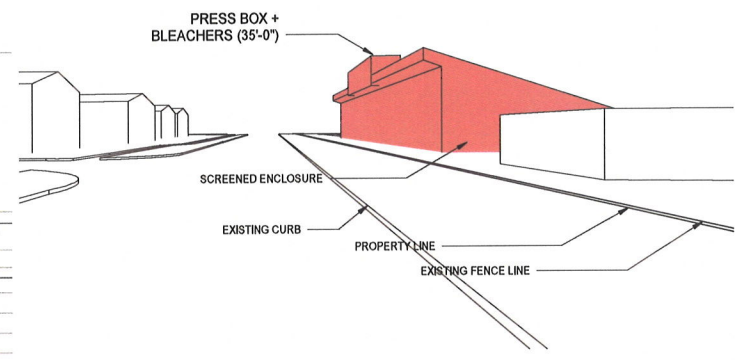 PRESS BOX +
BLEACHERS (35'-0")
SCREENED ENCLOSURE
EXISTING CURB
PROPERTY LINE
EXISTING FENCE LINE